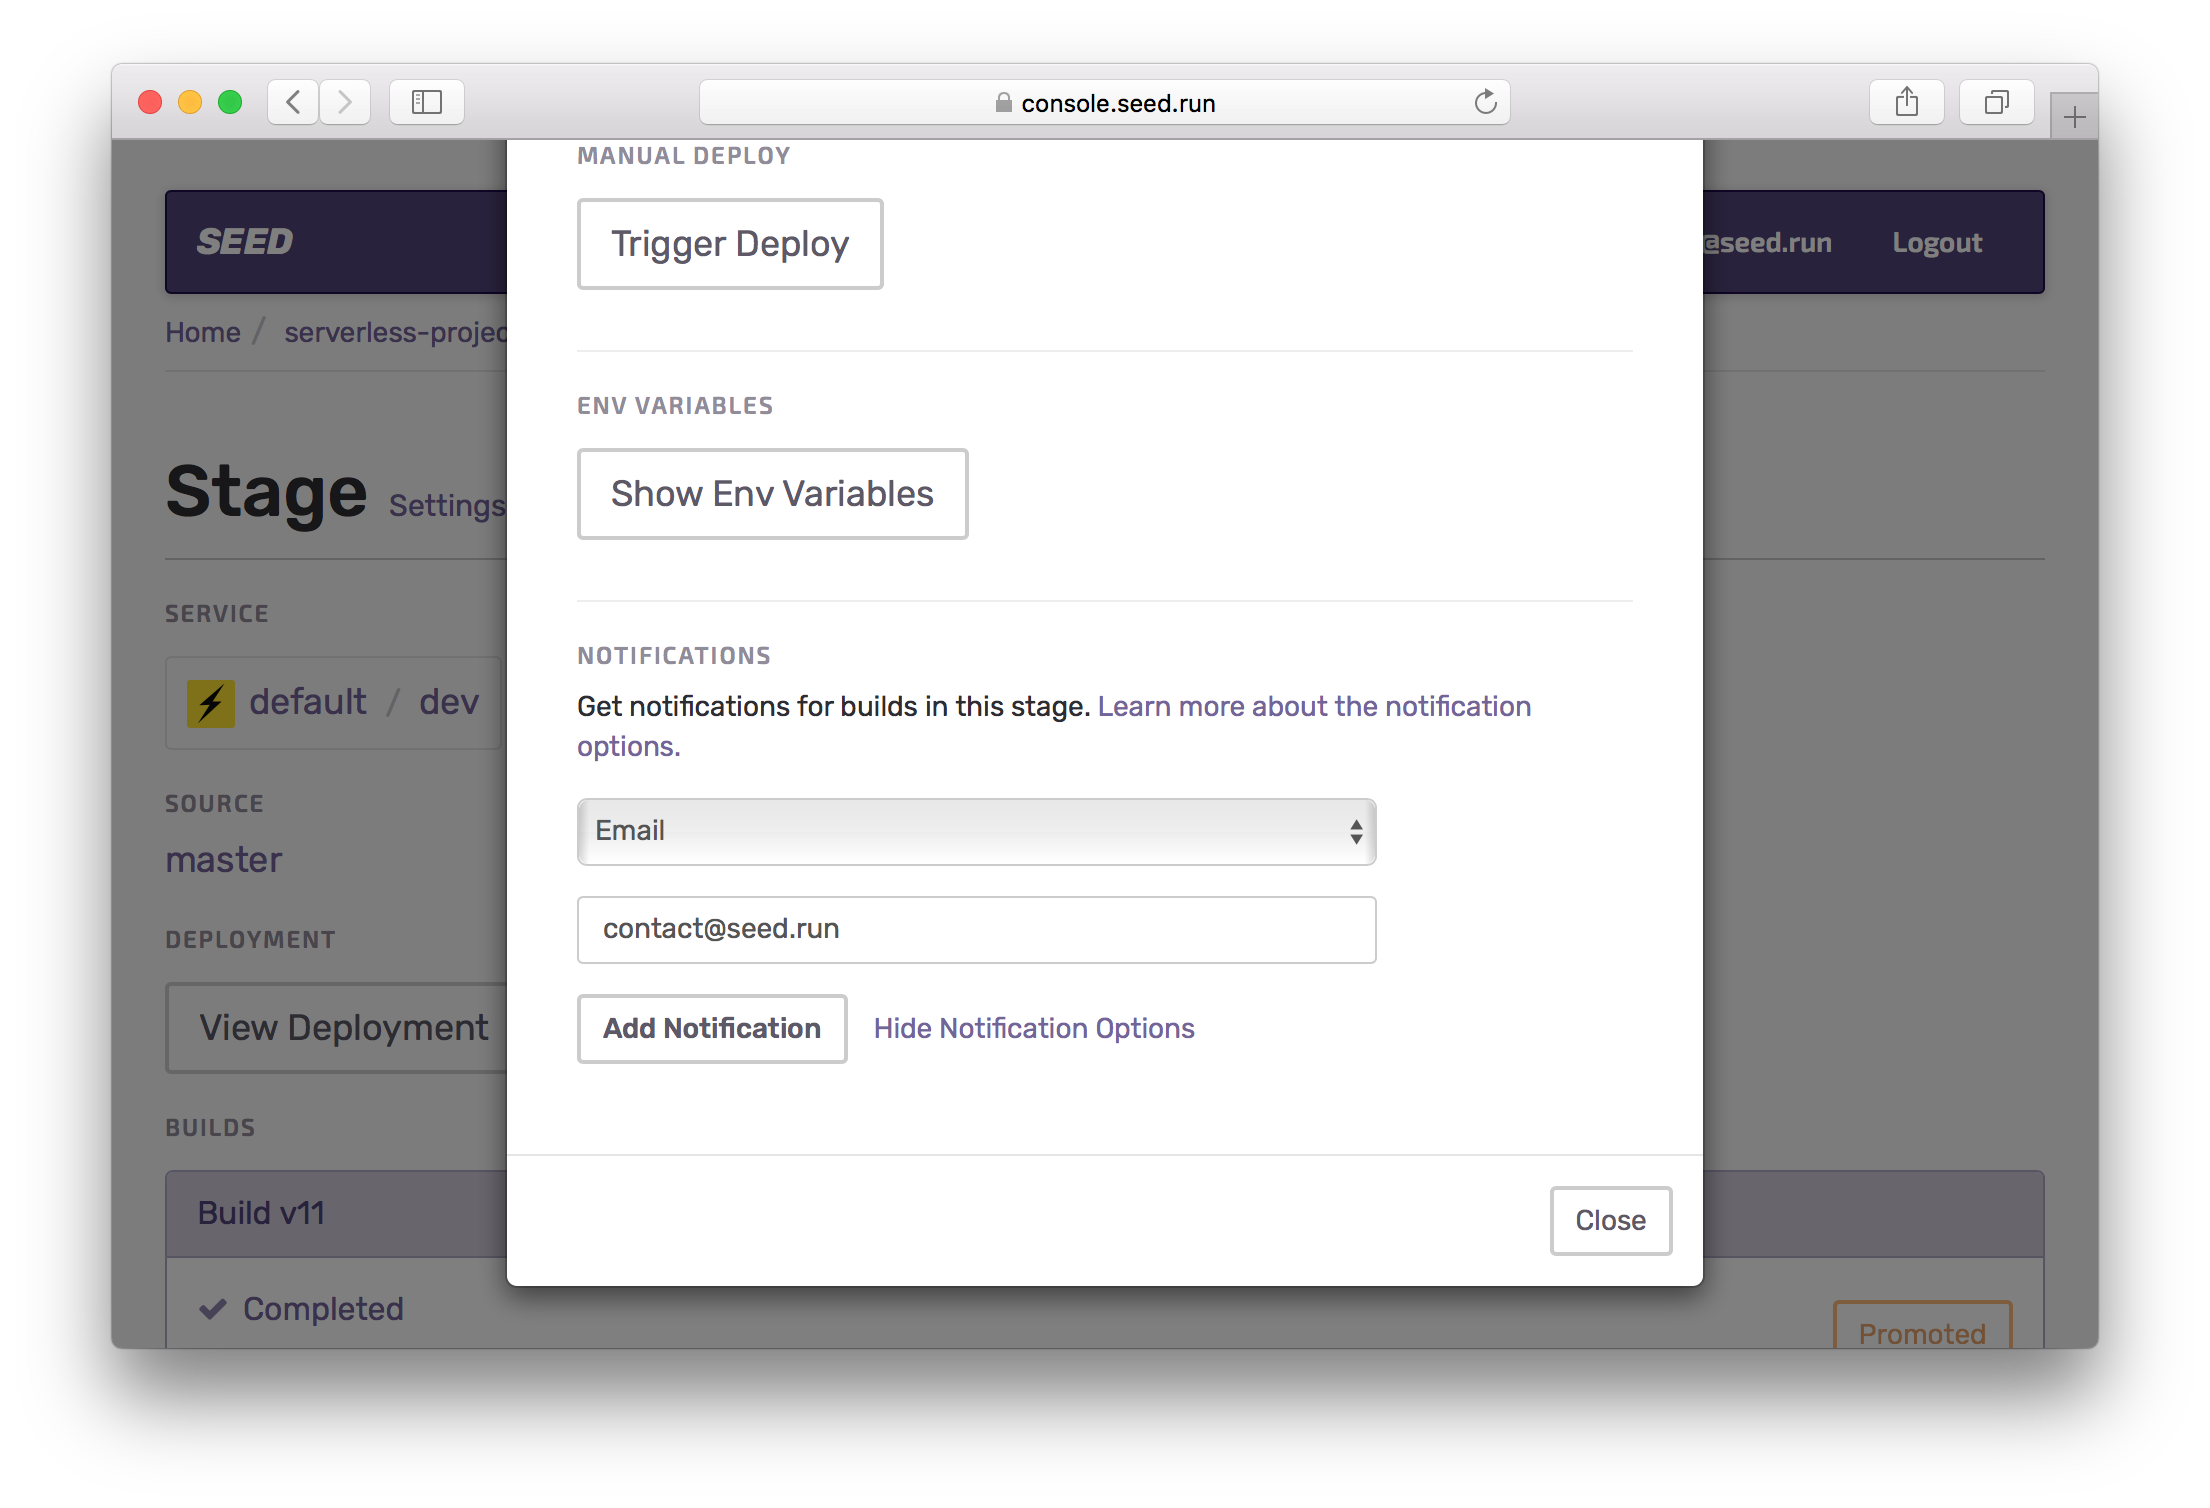 console.seed.run
SEED
@seed.run
Logout
Home / serverless-projec
Stage Settings
SERVICE
default / dev
SOURCE
master
DEPLOYMENT
View Deployment
BUILDS
Build v11
Completed
Promoted
MANUAL DEPLOY
Trigger Deploy
ENV VARIABLES
Show Env Variables
NOTIFICATIONS
Get notifications for builds in this stage. Learn more about the notification
options.
Email
contact@seed.run
Add Notification
Hide Notification Options
Close